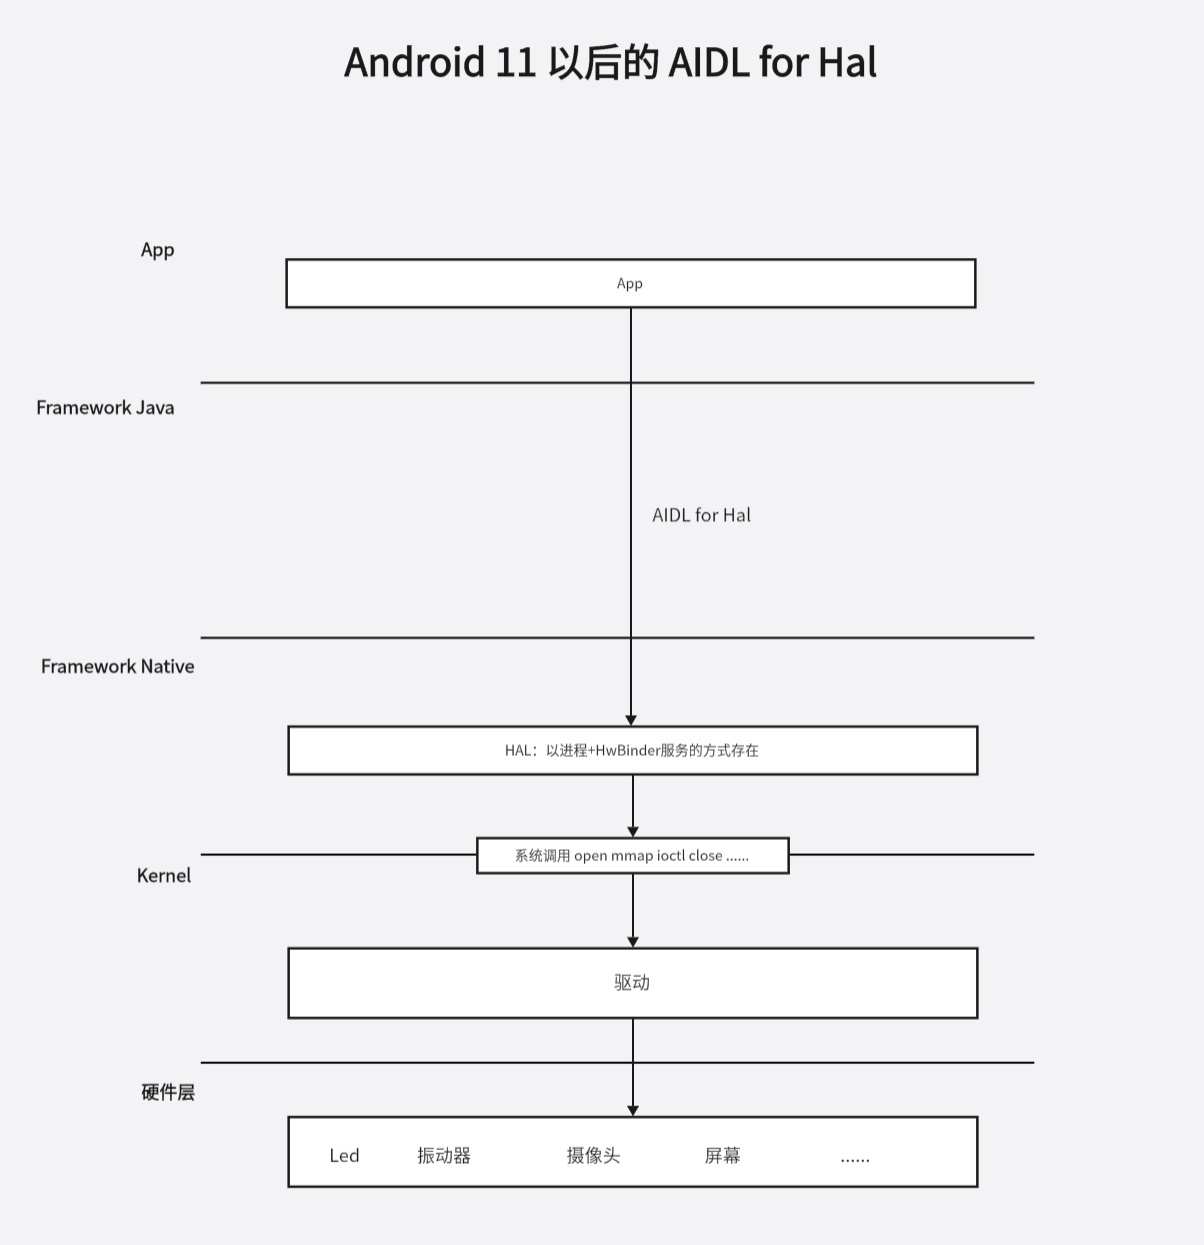 Android 11 以后的 AIDL for Hal
App
App
Framework Java
AIDL for Hal
Framework Native
HAL：以进程+HwBinder服务的方式存在
系统调用 open mmap ioctl close ......
Kernel
驱动
硬件层
Led 振动器 摄像头 屏幕 ......